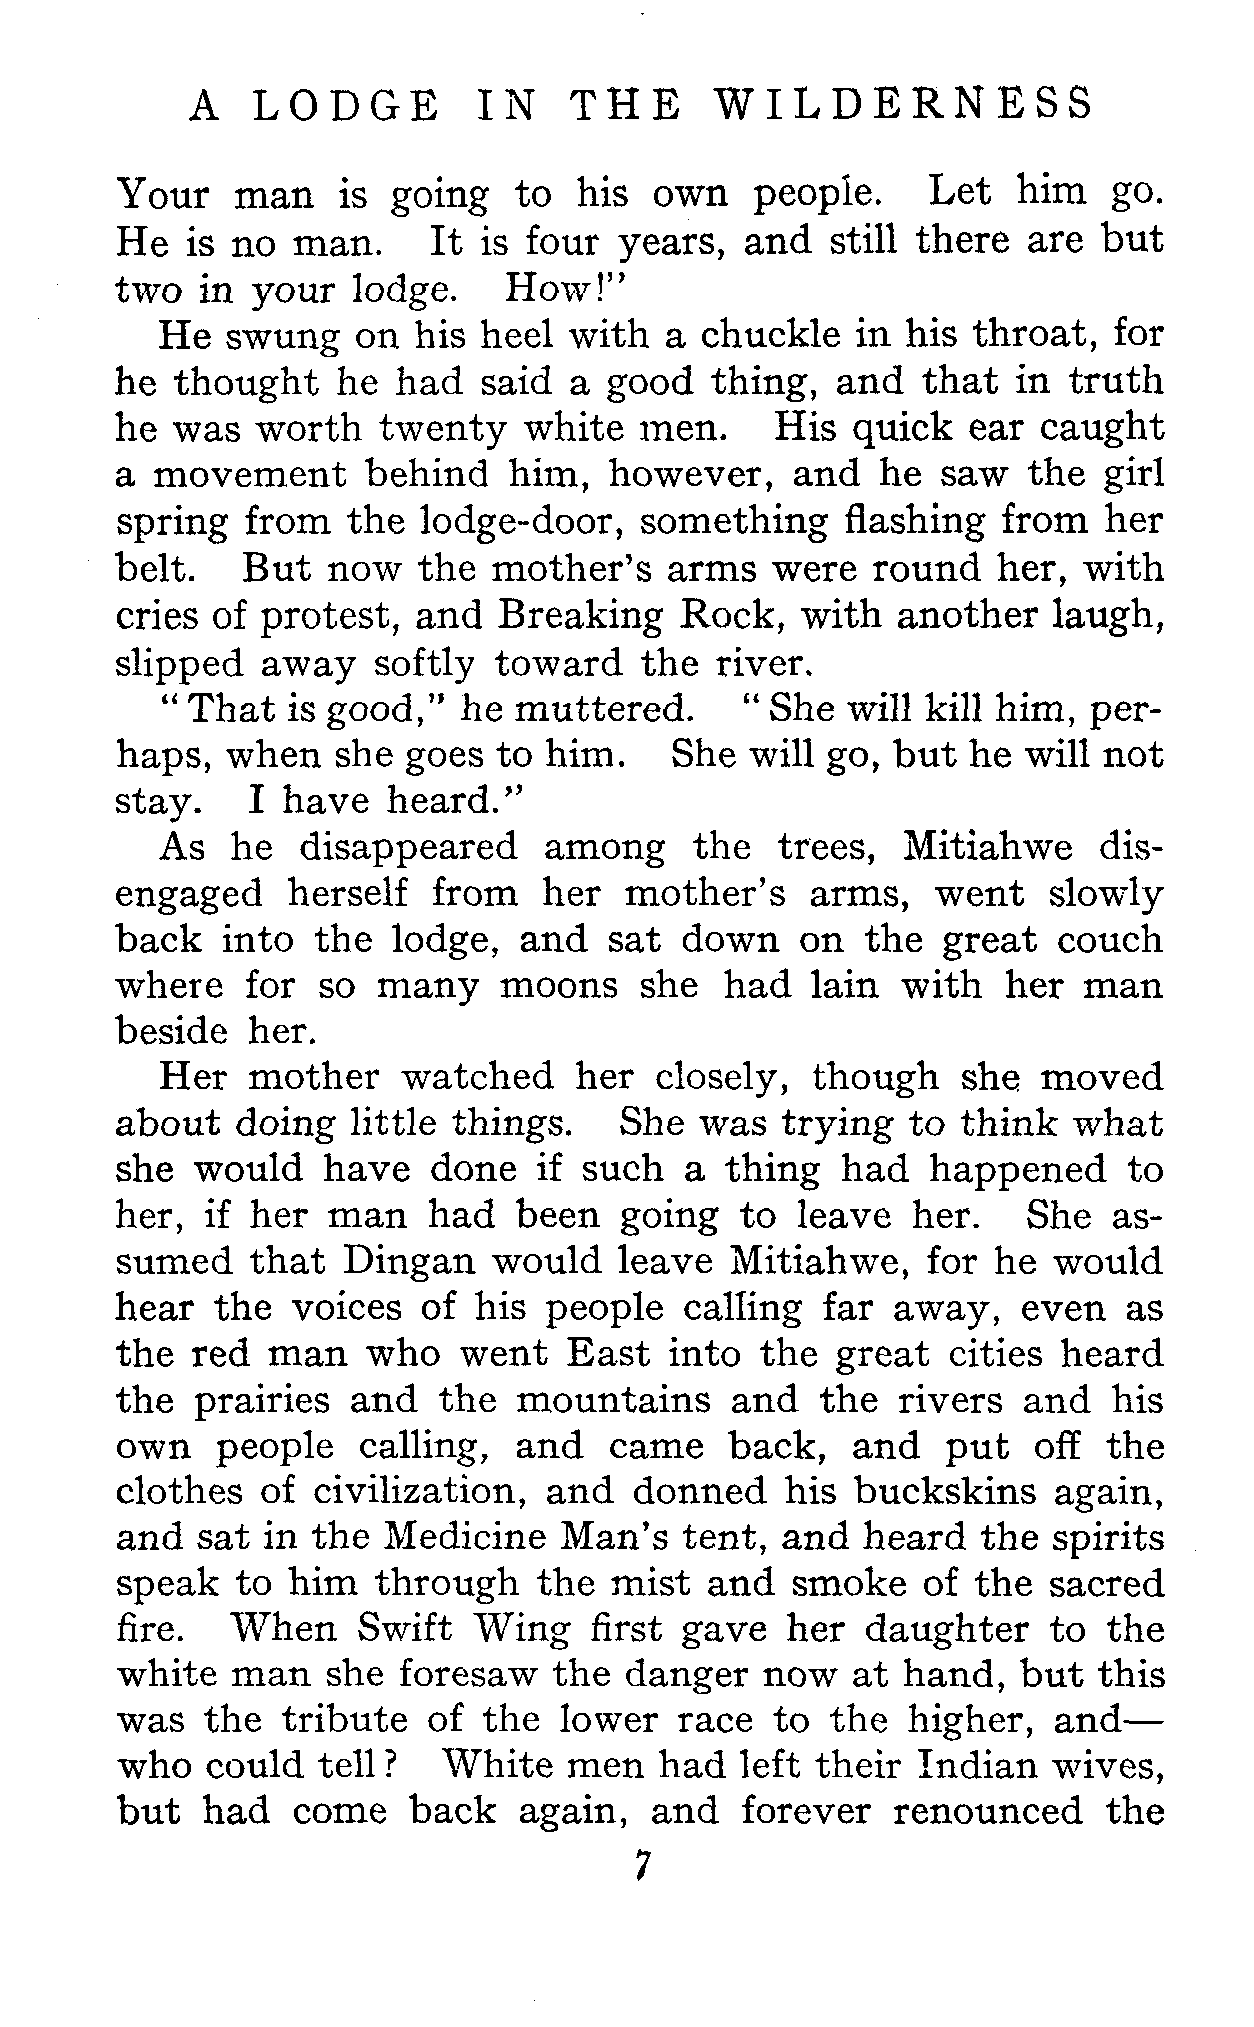 A LODGE IN THE WILDERNESS
Your man is going to his own people. Let him go.
He is no man. It is four years, and still there are but
two in your lodge. How!"
He swung on his heel with a chuckle in his throat, for
he thought he had said a good thing, and that in truth
he was worth twenty white men. His quick ear caught
a movement behind him, however, and he saw the girl
spring from the lodge-door, something flashing from her
belt. But now the mother's arms were round her, with
cries of protest, and Breaking Rock, with another laugh,
slipped away softly toward the river.
"That is good," he muttered. "She will kill him, per-
haps, when she goes to him. She will go, but he will not
stay. I have heard."
As he disappeared among the trees, Mitiahwe dis-
engaged herself from her mother's arms, went slowly
back into the lodge, and sat down on the great couch
where for so many moons she had lain with her man
beside her.
Her mother watched her closely, though she moved
about doing little things. She was trying to think what
she would have done if such a thing had happened to
her, if her man had been going to leave her. She as-
sumed that Dingan would leave Mitiahwe, for he would
hear the voices of his people calling far away, even as
the red man who went East into the great cities heard
the prairies and the mountains and the rivers and his
own people calling, and came back, and put off the
clothes of civilization, and donned his buckskins again,
and sat in the Medicine Man's tent, and heard the spirits
speak to him through the mist and smoke of the sacred
fire. When Swift Wing first gave her daughter to the
white man she foresaw the danger now at hand, but this
was the tribute of the lower race to the higher, and—
who could tell? White men had left their Indian wives,
but had come back again, and forever renounced the
7